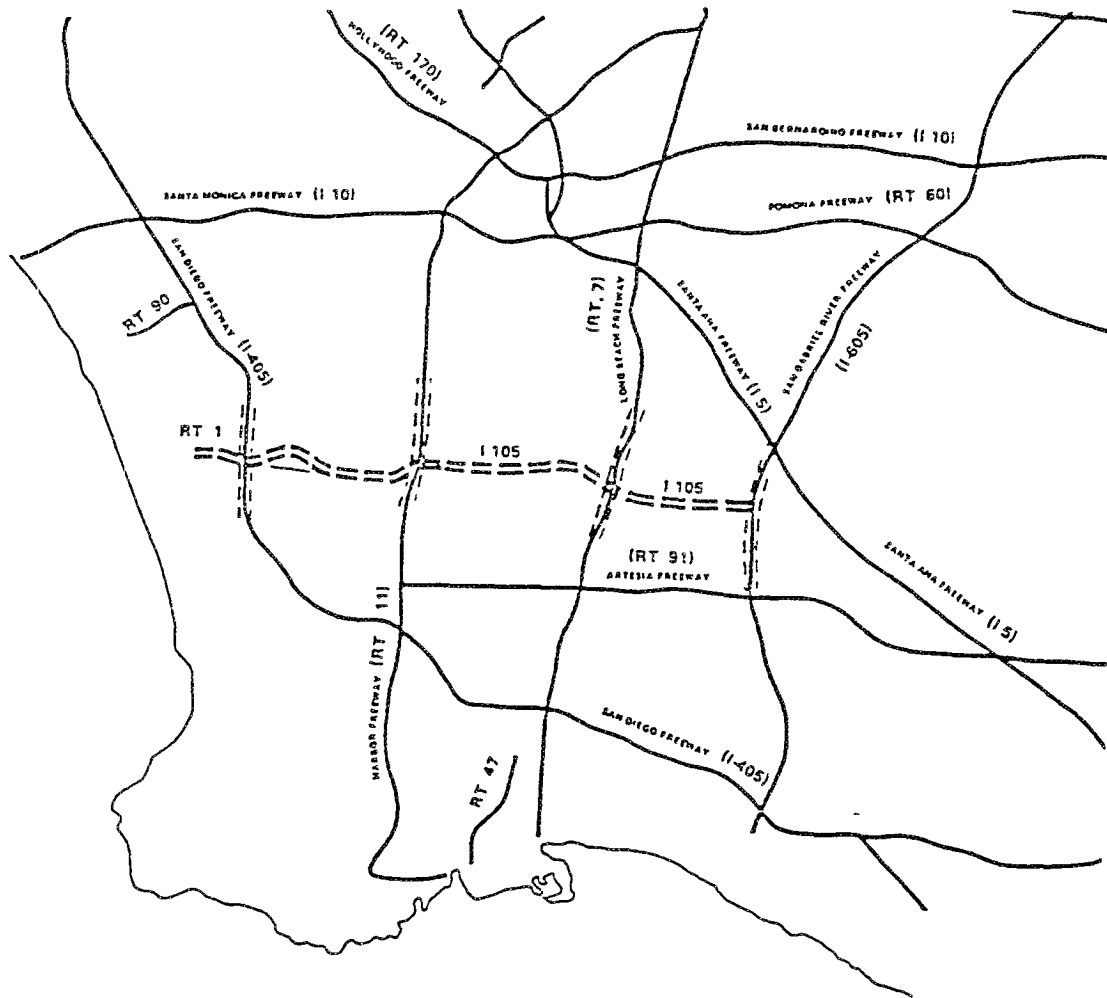 (RT 170)
HOLLYWOOD FREEWAY
SAN BERNARDINO FREEWAY (I 10)
SANTA MONICA FREEWAY (I 10)
POMONA FREEWAY (RT 60)
SAN DIEGO FREEWAY (I-405)
RT 90
(RT. 7)
LONG BEACH FREEWAY
SANTA ANA FREEWAY (I 5)
SAN GABRIEL RIVER FREEWAY
(I-605)
RT 1
I 105
I 105
(RT 91)
ARTESIA FREEWAY
SANTA ANA FREEWAY (I 5)
HARBOR FREEWAY (RT 11)
SAN DIEGO FREEWAY (I-405)
RT 47